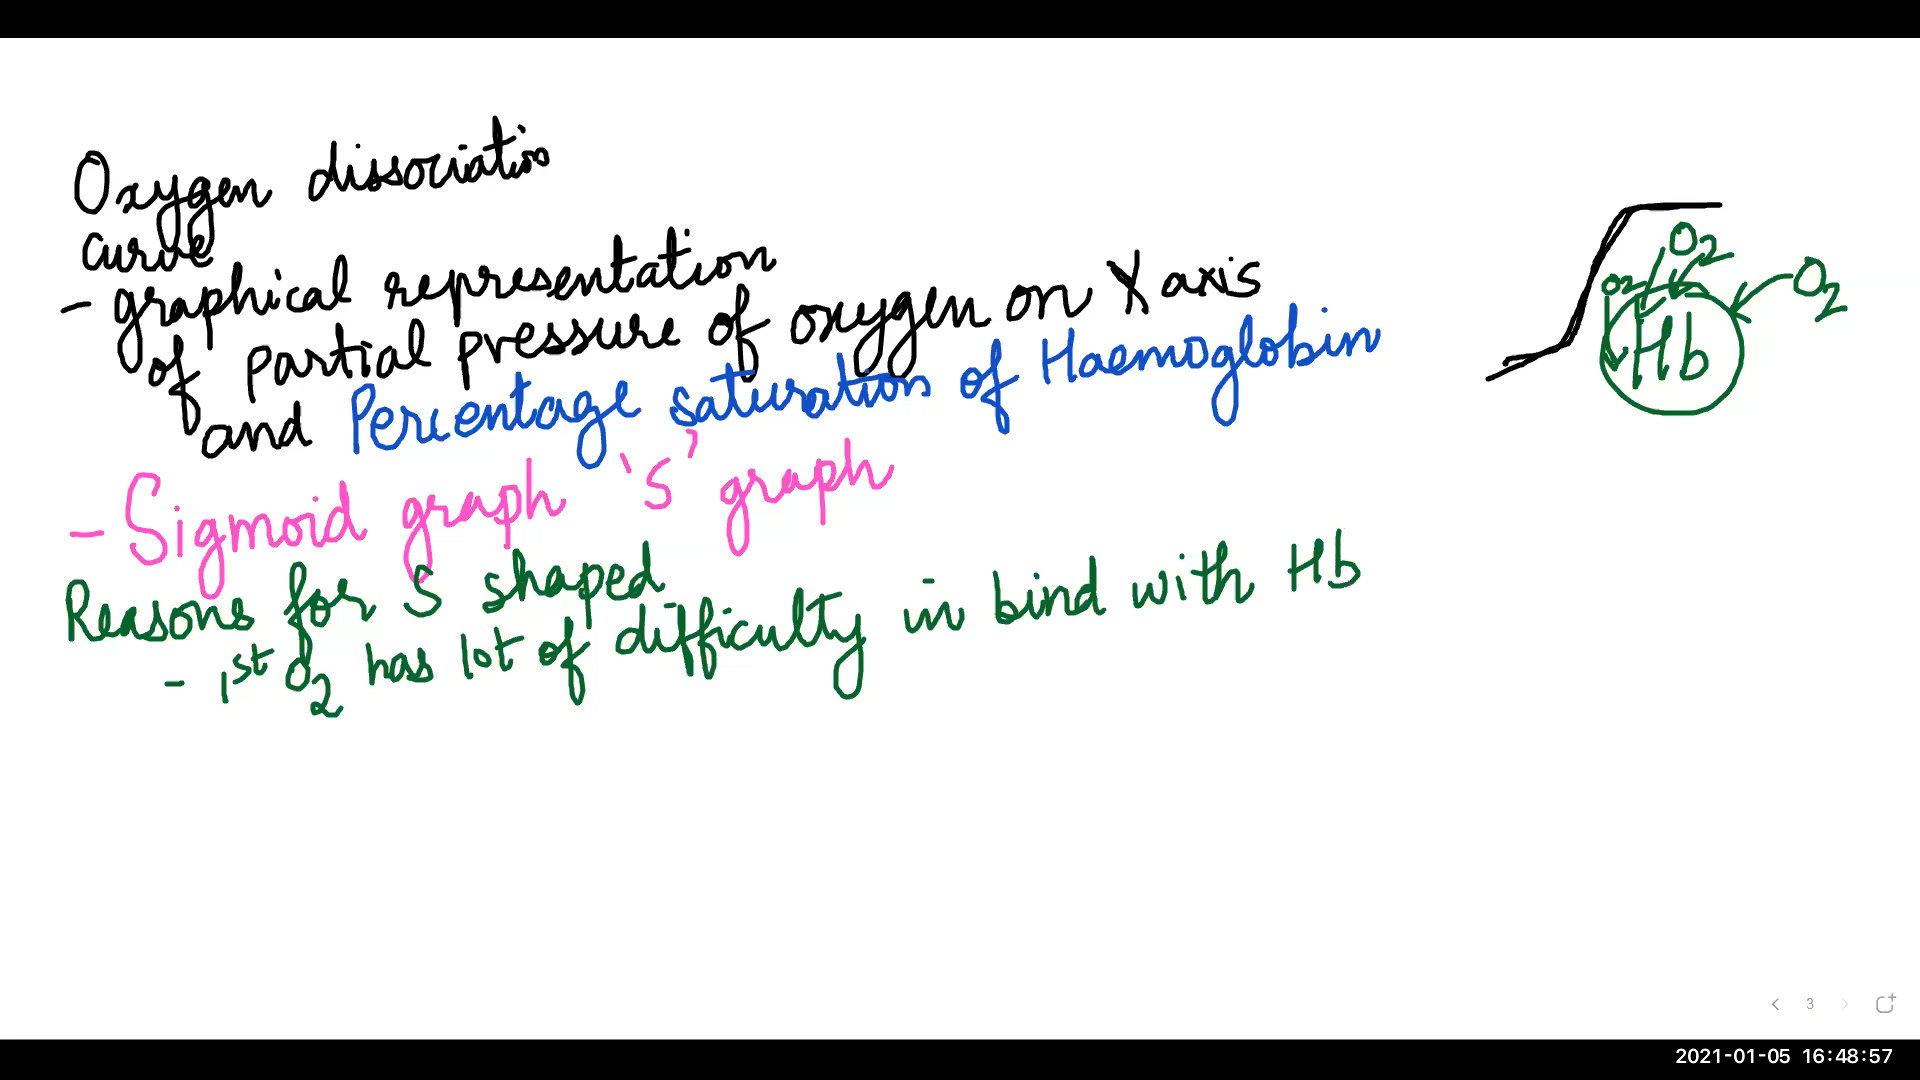 Oxygen dissociation
curve
- graphical representation
of partial pressure of oxygen on X axis
and Percentage saturation of Haemoglobin
- Sigmoid graph 'S' graph
Reasons for S shaped
- 1st O2 has lot of difficulty in bind with Hb
O2
O2
O2
Hb
3
2021-01-05 16:48:57